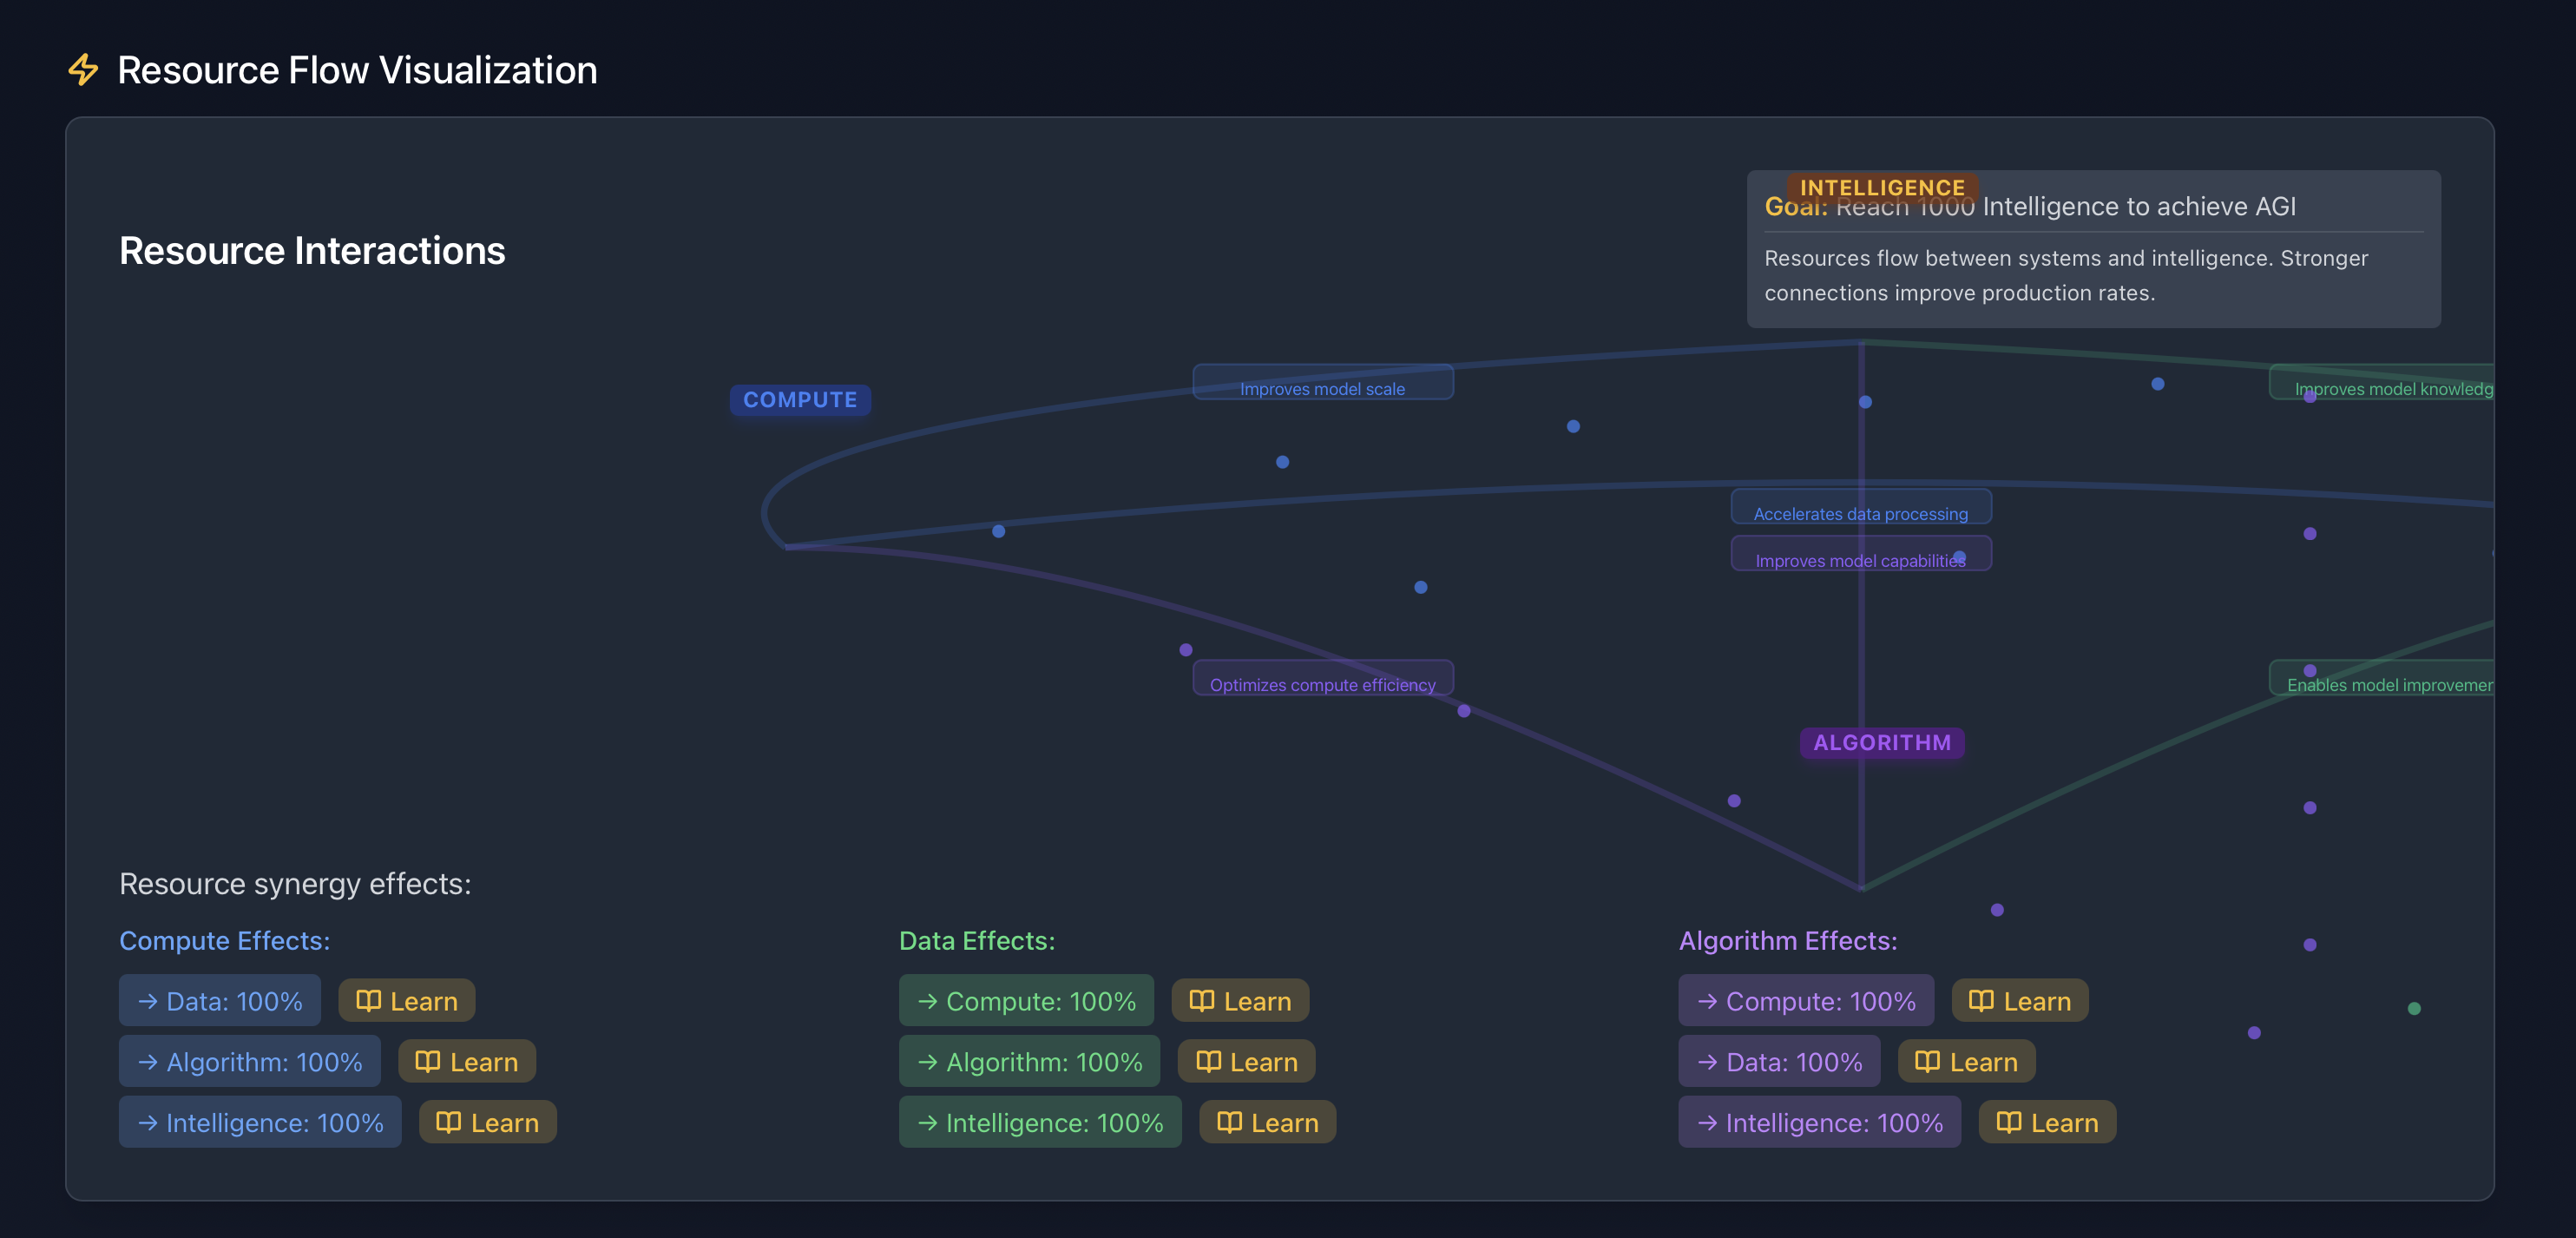 Resource Flow Visualization
INTELLIGENCE
Goal: Reach 1000 Intelligence to achieve AGI
Resources flow between systems and intelligence. Stronger
connections improve production rates.
Resource Interactions
COMPUTE
Improves model scale
Improves model knowledg
Accelerates data processing
Improves model capabilities
Optimizes compute efficiency
Enables model improvemen
ALGORITHM
Resource synergy effects:
Compute Effects:
→ Data: 100% Learn
→ Algorithm: 100% Learn
→ Intelligence: 100% Learn
Data Effects:
→ Compute: 100% Learn
→ Algorithm: 100% Learn
→ Intelligence: 100% Learn
Algorithm Effects:
→ Compute: 100% Learn
→ Data: 100% Learn
→ Intelligence: 100% Learn